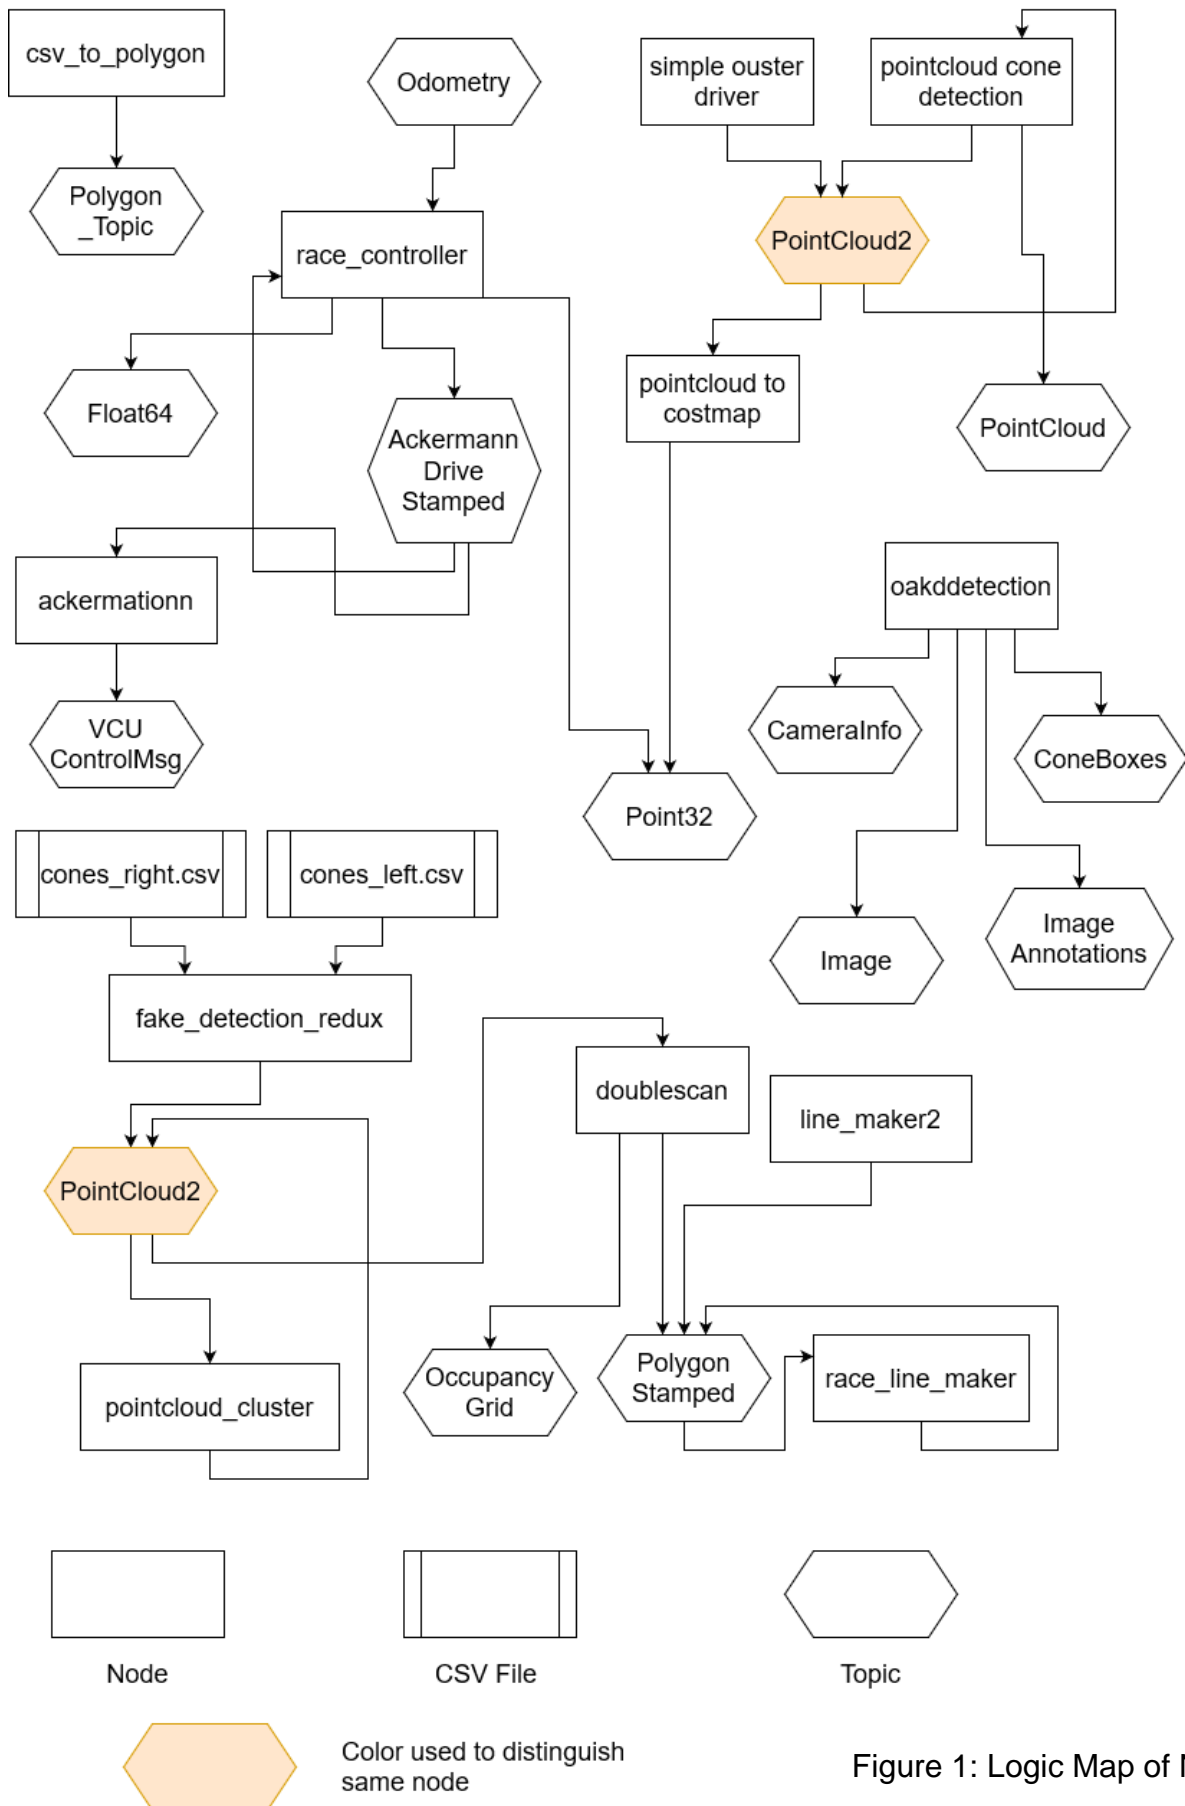 csv_to_polygon
Odometry
simple ouster
driver
pointcloud cone
detection
Polygon
_Topic
race_controller
PointCloud2
Float64
Ackermann
Drive
Stamped
pointcloud to
costmap
PointCloud
ackermationn
oakddetection
VCU
ControlMsg
CameraInfo
ConeBoxes
Point32
cones_right.csv
cones_left.csv
Image
Image
Annotations
fake_detection_redux
doublescan
line_maker2
PointCloud2
pointcloud_cluster
Occupancy
Grid
Polygon
Stamped
race_line_maker
Node
CSV File
Topic
Color used to distinguish
same node
Figure 1: Logic Map of